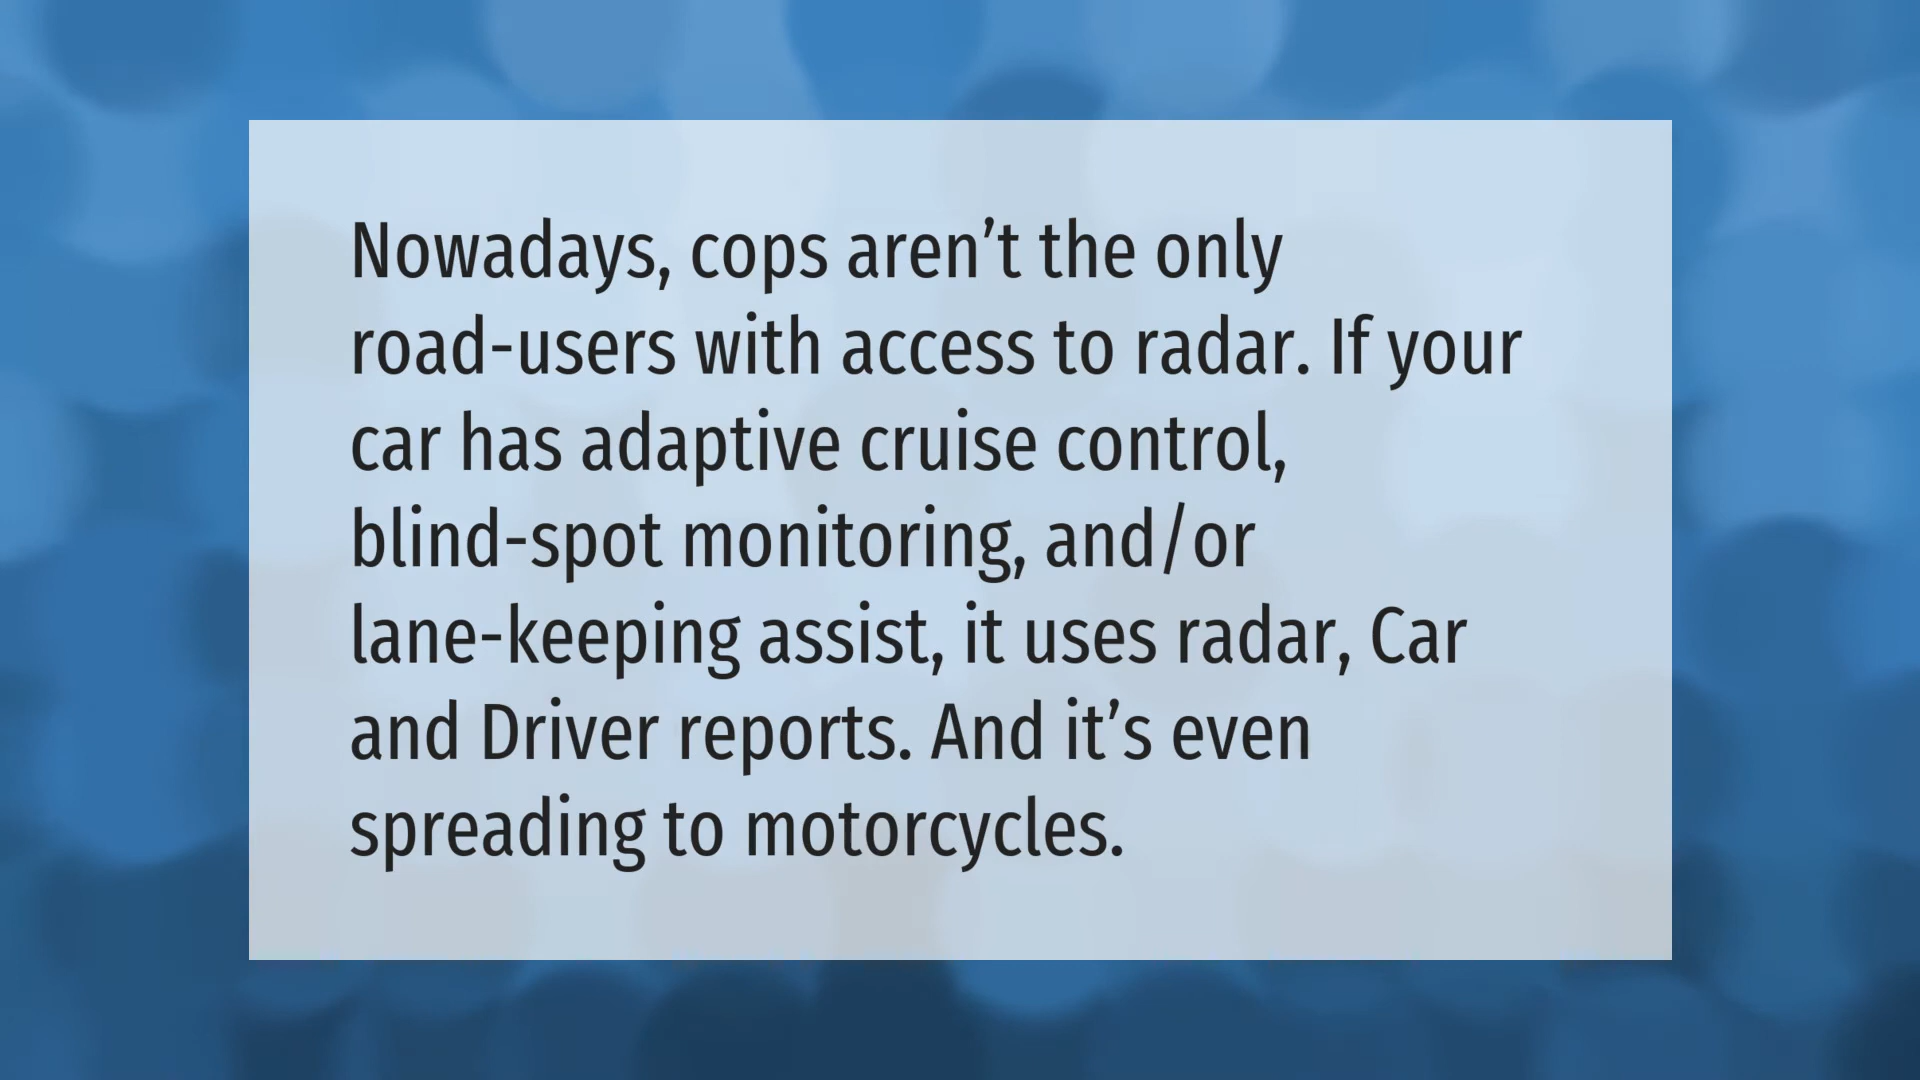 Nowadays, cops aren’t the only
road-users with access to radar. If your
car has adaptive cruise control,
blind-spot monitoring, and/or
lane-keeping assist, it uses radar, Car
and Driver reports. And it’s even
spreading to motorcycles.